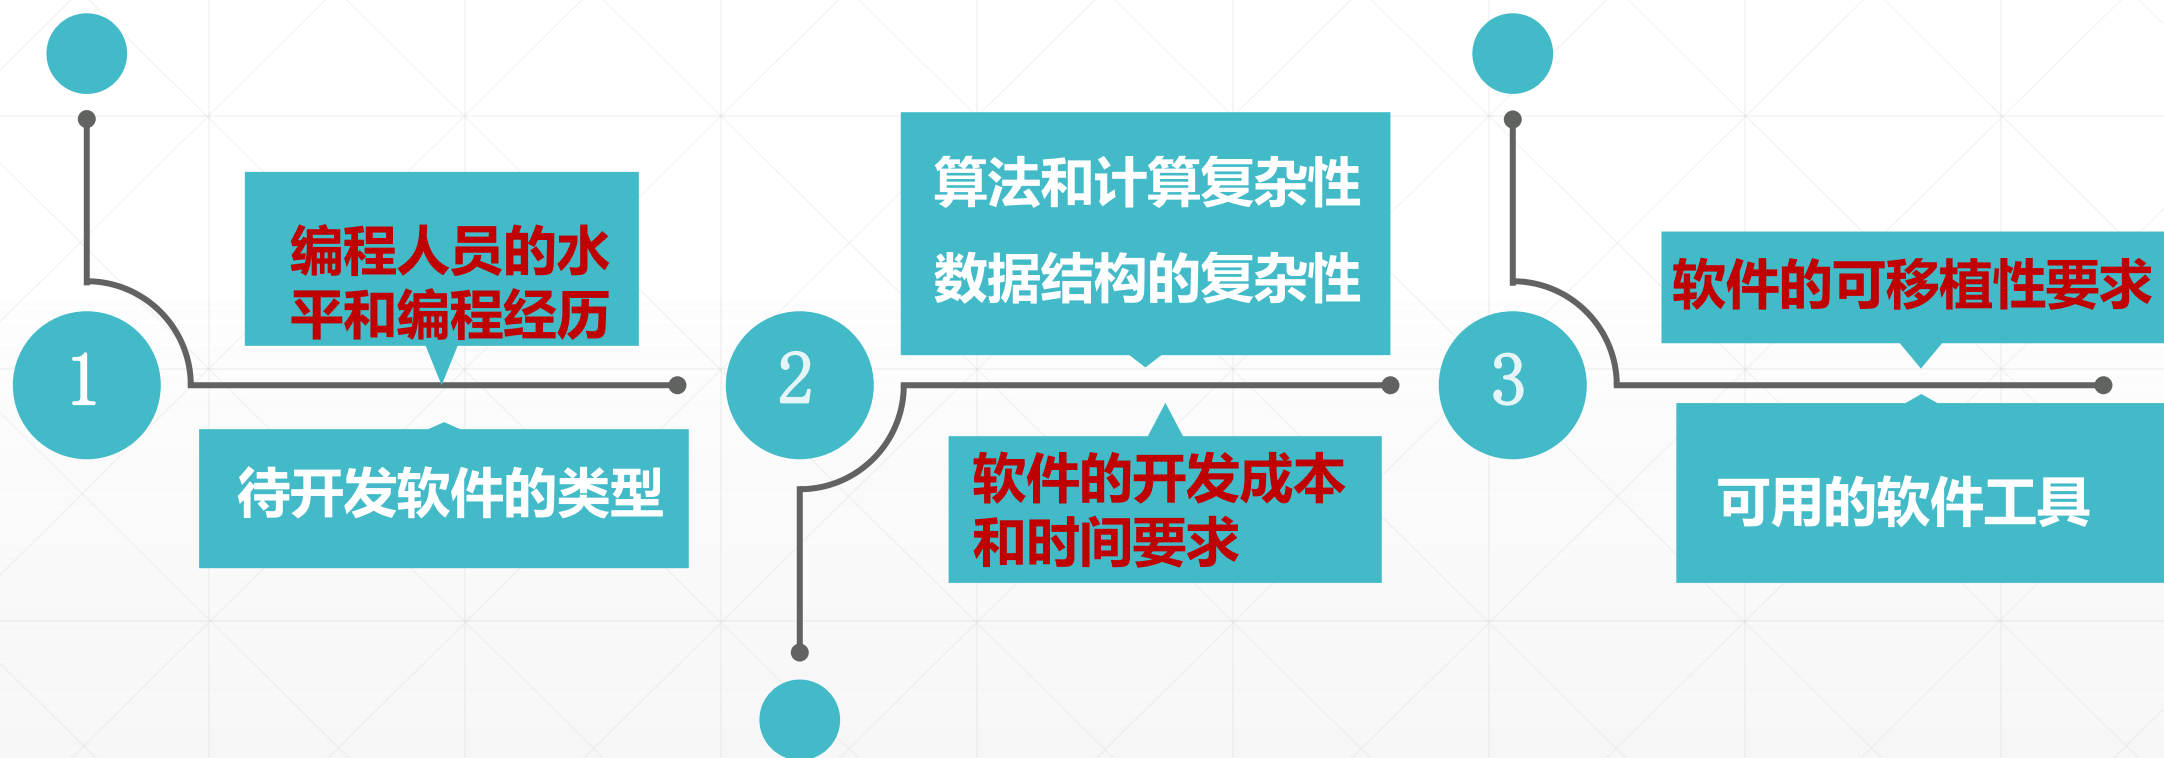 1
编程人员的水
平和编程经历
待开发软件的类型
2
算法和计算复杂性
数据结构的复杂性
软件的开发成本
和时间要求
3
软件的可移植性要求
可用的软件工具